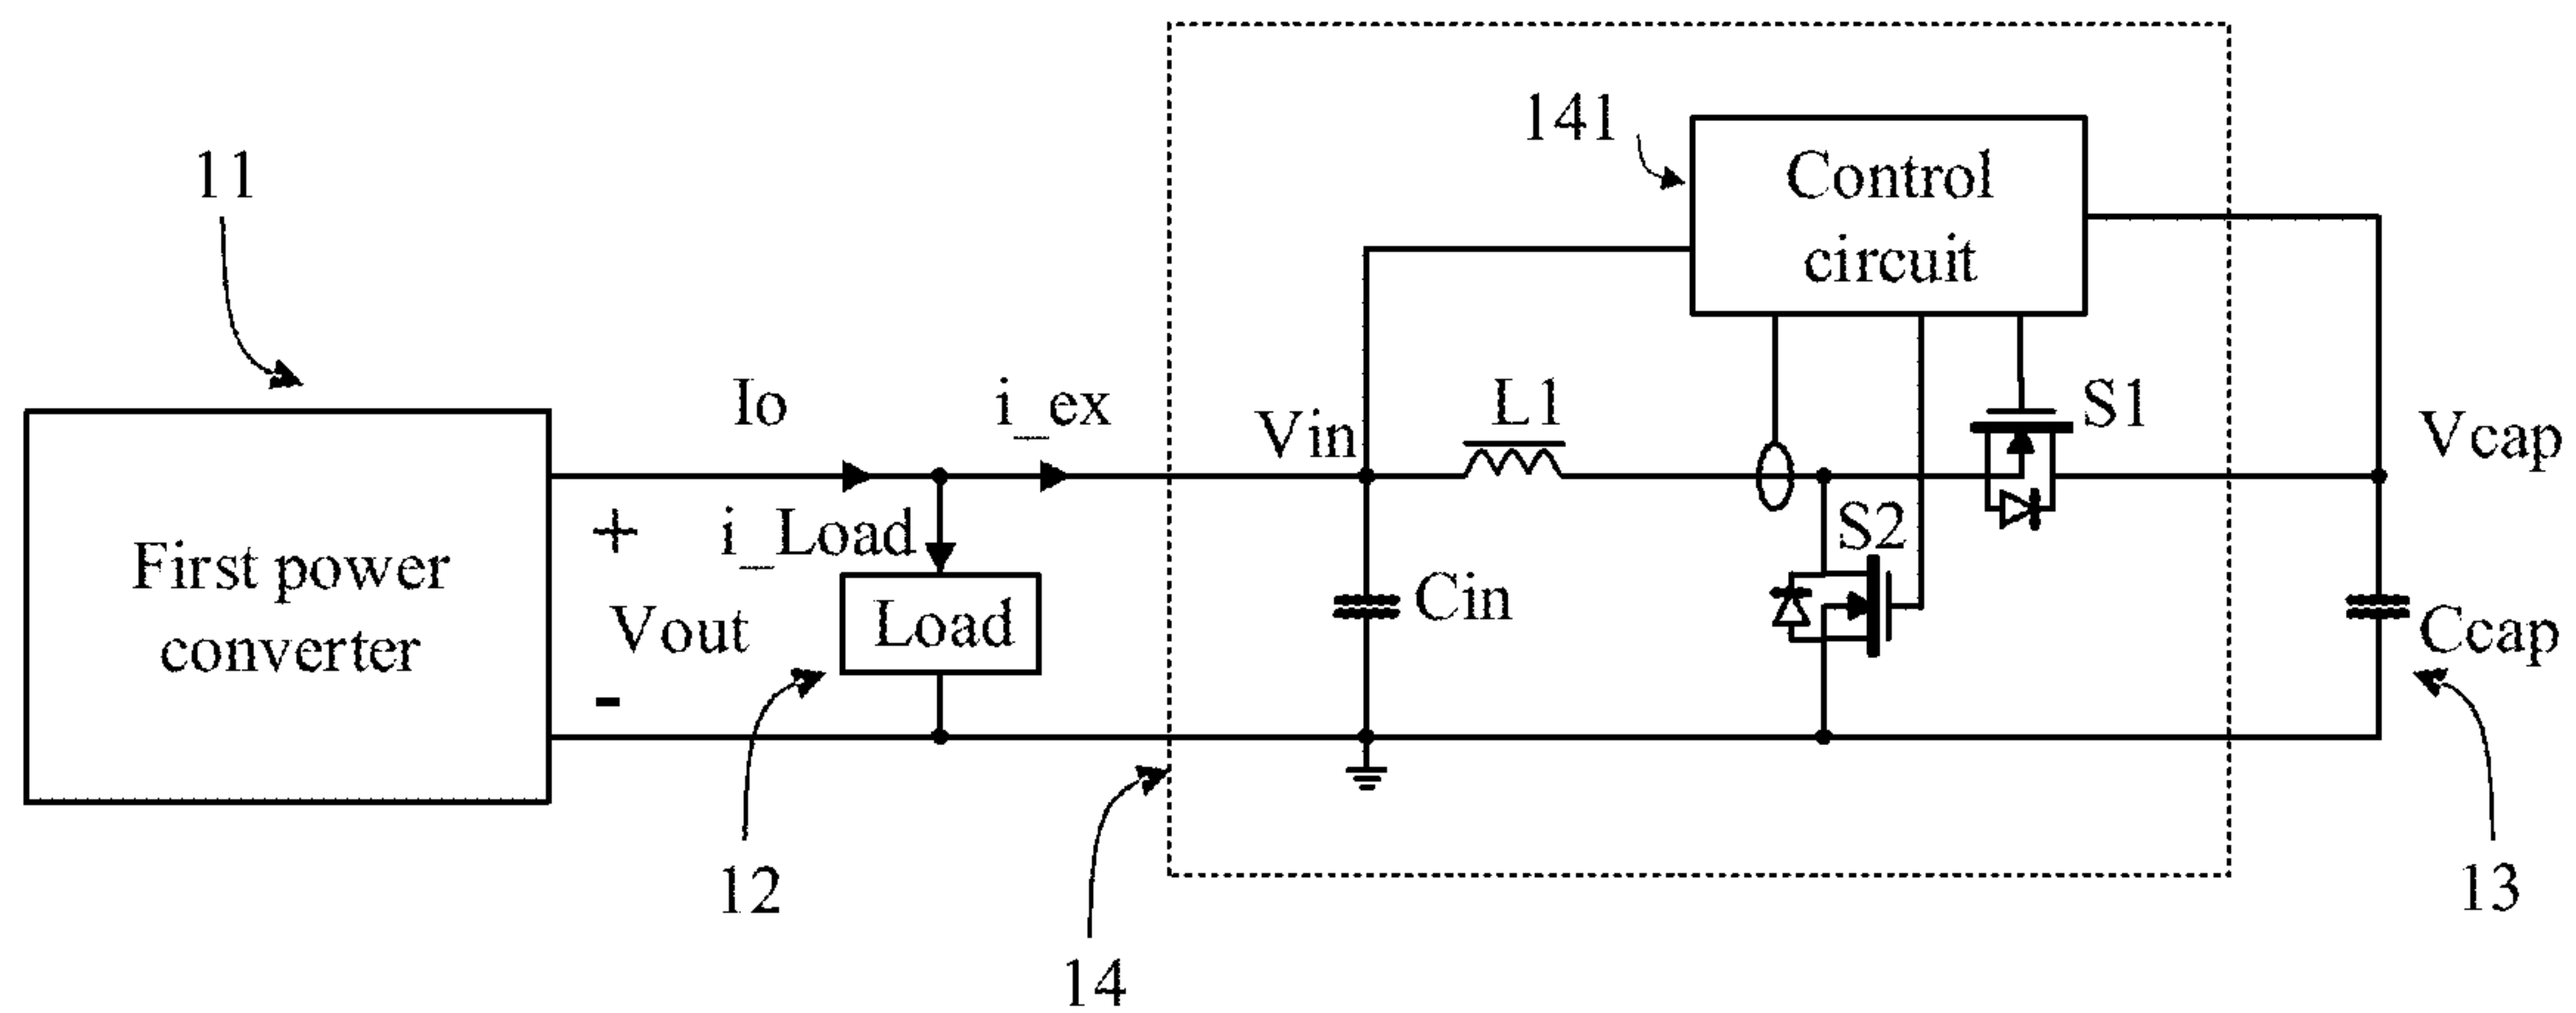 141
Control
circuit
11
Io
i_ex
Vin
L1
S1
Vcap
+
i_Load
S2
First power
converter
Vout
Load
Cin
Ccap
-
12
14
13